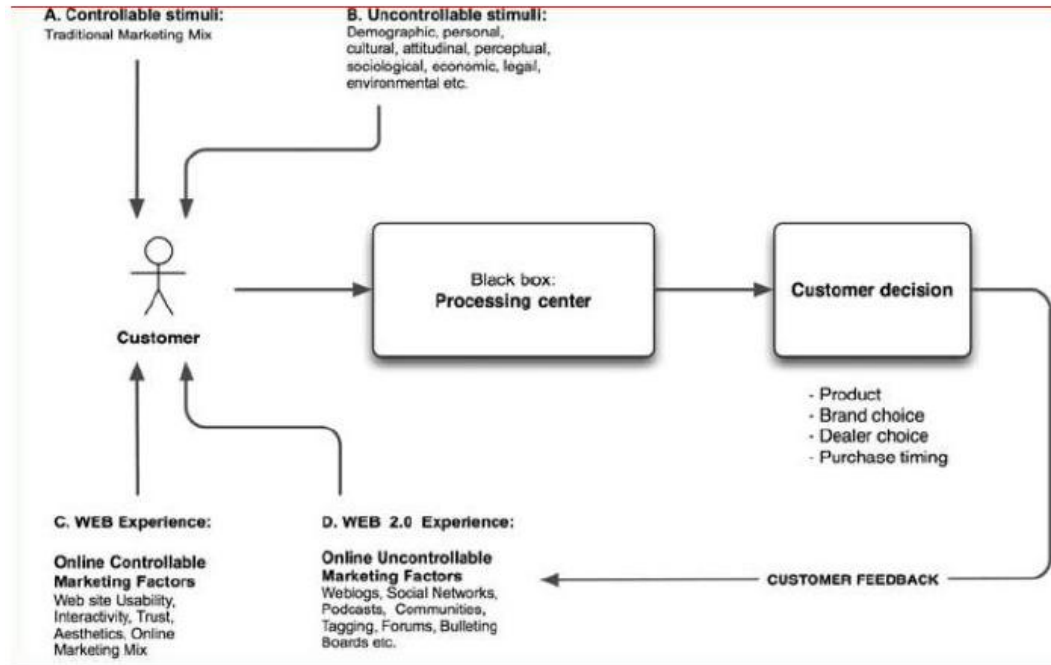 A. Controllable stimuli:
Traditional Marketing Mix
B. Uncontrollable stimuli:
Demographic, personal,
cultural, attitudinal, perceptual,
sociological, economic, legal,
environmental etc.
Customer
Black box:
Processing center
Customer decision
- Product
- Brand choice
- Dealer choice
- Purchase timing
C. WEB Experience:
Online Controllable
Marketing Factors
Web site Usability,
Interactivity, Trust,
Aesthetics, Online
Marketing Mix
D. WEB 2.0 Experience:
Online Uncontrollable
Marketing Factors
Weblogs, Social Networks,
Podcasts, Communities,
Tagging, Forums, Bulleting
Boards etc.
CUSTOMER FEEDBACK